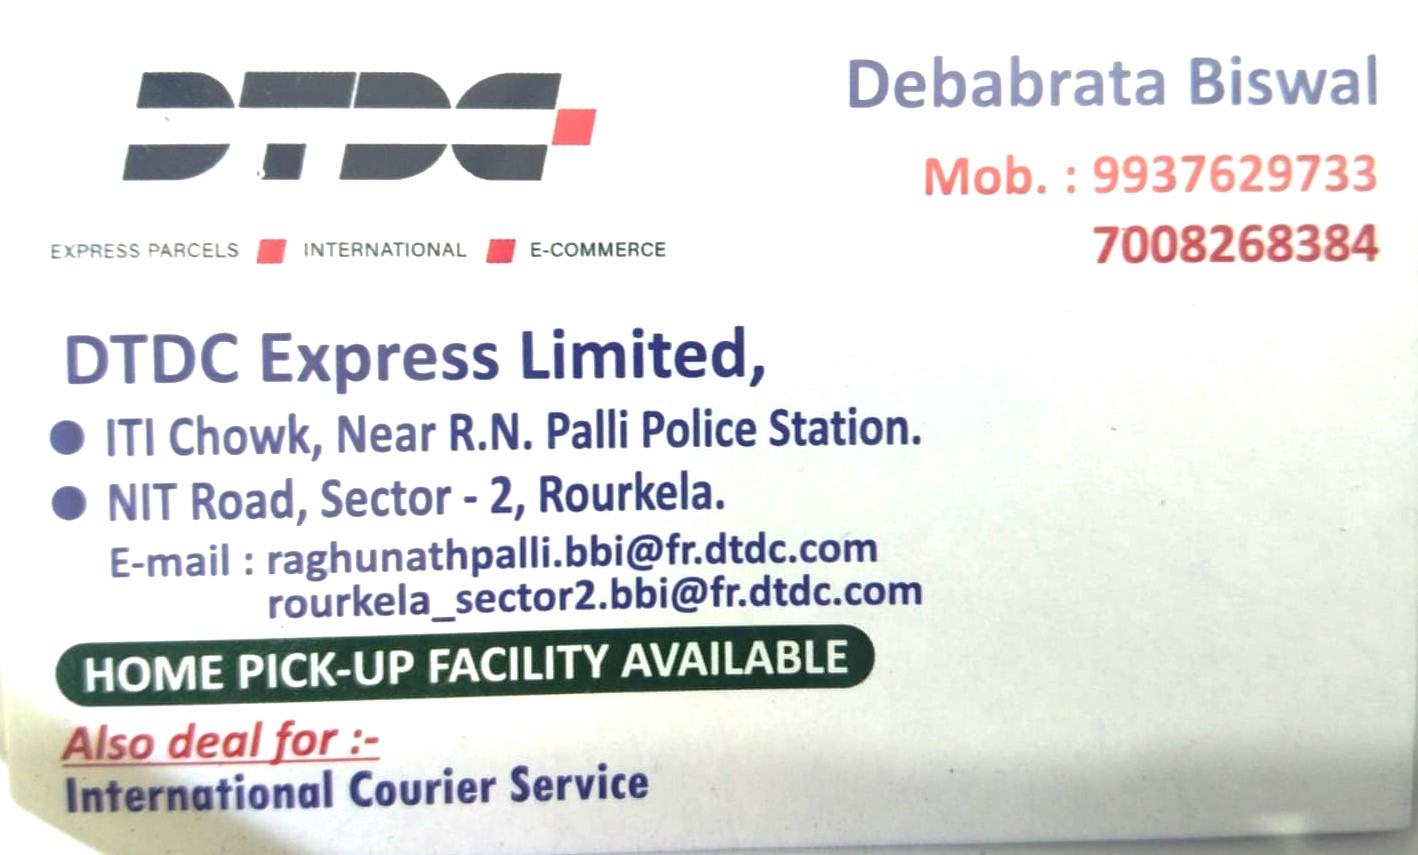 DTDC
EXPRESS PARCELS INTERNATIONAL E-COMMERCE
Debabrata Biswal
Mob. : 9937629733
7008268384
DTDC Express Limited,
● ITI Chowk, Near R.N. Palli Police Station.
● NIT Road, Sector - 2, Rourkela.
E-mail : raghunathpalli.bbi@fr.dtdc.com
rourkela_sector2.bbi@fr.dtdc.com
HOME PICK-UP FACILITY AVAILABLE
Also deal for :-
International Courier Service